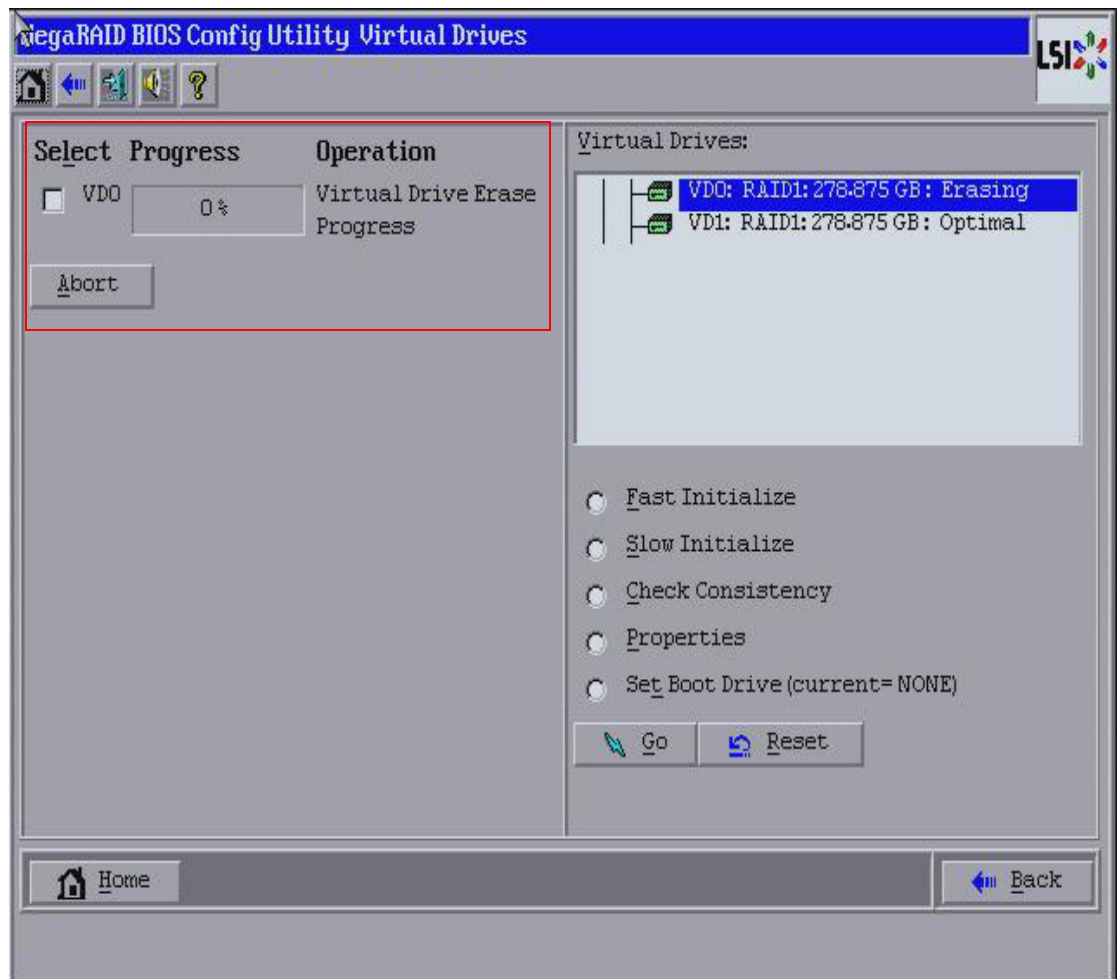 MegaRAID BIOS Config Utility Virtual Drives
LSI
Select Progress Operation
VD0 0% Virtual Drive Erase
Progress
Abort
Virtual Drives:
VD0: RAID1: 278.875 GB: Erasing
VD1: RAID1: 278.875 GB: Optimal
Fast Initialize
Slow Initialize
Check Consistency
Properties
Set Boot Drive (current= NONE)
Go Reset
Home Back